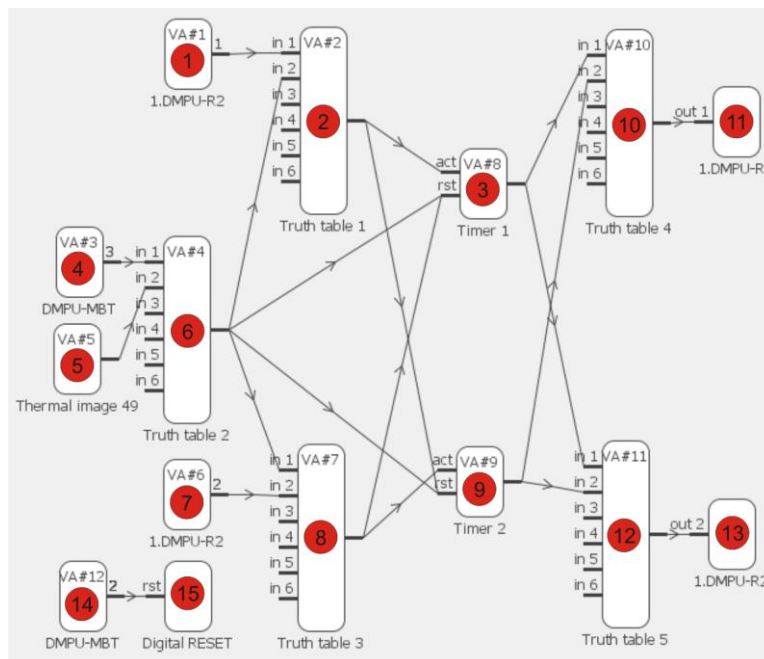 VA#1
1
1
1.DMPU-R2
in 1
in 2
in 3
in 4
in 5
in 6
VA#2
2
Truth table 1
act
rst
VA#8
3
Timer 1
in 1
in 2
in 3
in 4
in 5
in 6
VA#10
10
Truth table 4
out 1
11
1.DMPU-R
VA#3
4
3
DMPU-MBT
VA#5
5
Thermal image 49
in 1
in 2
in 3
in 4
in 5
in 6
VA#4
6
Truth table 2
VA#6
7
2
1.DMPU-R2
in 1
in 2
in 3
in 4
in 5
in 6
VA#7
8
Truth table 3
act
rst
VA#9
9
Timer 2
in 1
in 2
in 3
in 4
in 5
in 6
VA#11
12
Truth table 5
out 2
13
1.DMPU-R2
VA#12
14
2
DMPU-MBT
rst
15
Digital RESET